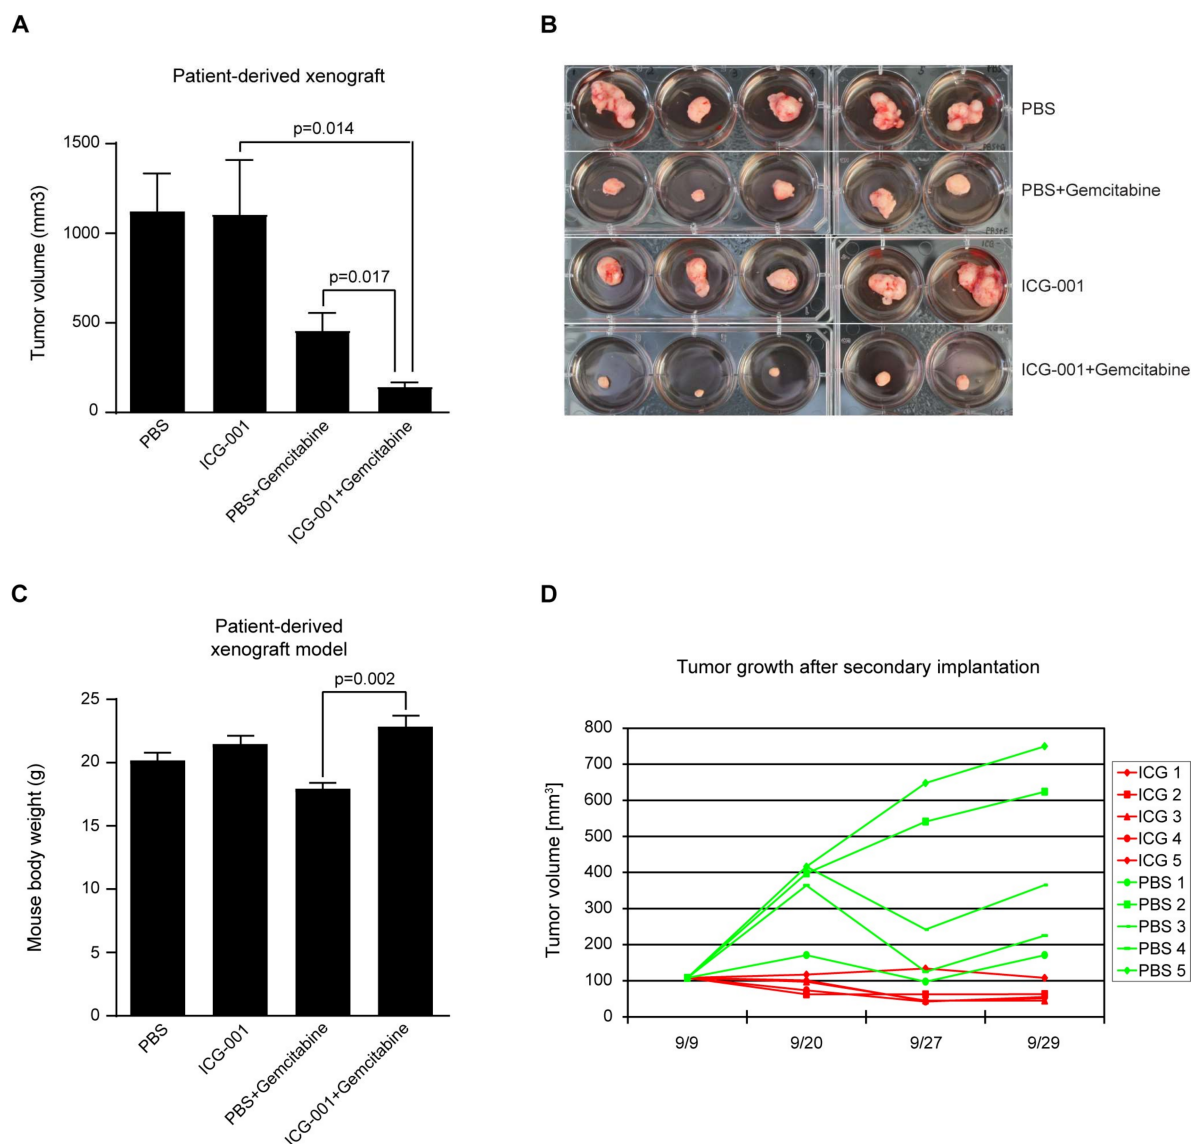 A
Patient-derived xenograft
Tumor volume (mm3)
1500
1000
500
0
p=0.014
p=0.017
PBS
ICG-001
PBS+Gemcitabine
ICG-001+Gemcitabine
B
PBS
PBS+Gemcitabine
ICG-001
ICG-001+Gemcitabine
C
Patient-derived
xenograft model
Mouse body weight (g)
25
20
15
10
5
0
p=0.002
PBS
ICG-001
PBS+Gemcitabine
ICG-001+Gemcitabine
D
Tumor growth after secondary implantation
Tumor volume [mm³]
800
700
600
500
400
300
200
100
0
9/9
9/20
9/27
9/29
ICG 1
ICG 2
ICG 3
ICG 4
ICG 5
PBS 1
PBS 2
PBS 3
PBS 4
PBS 5